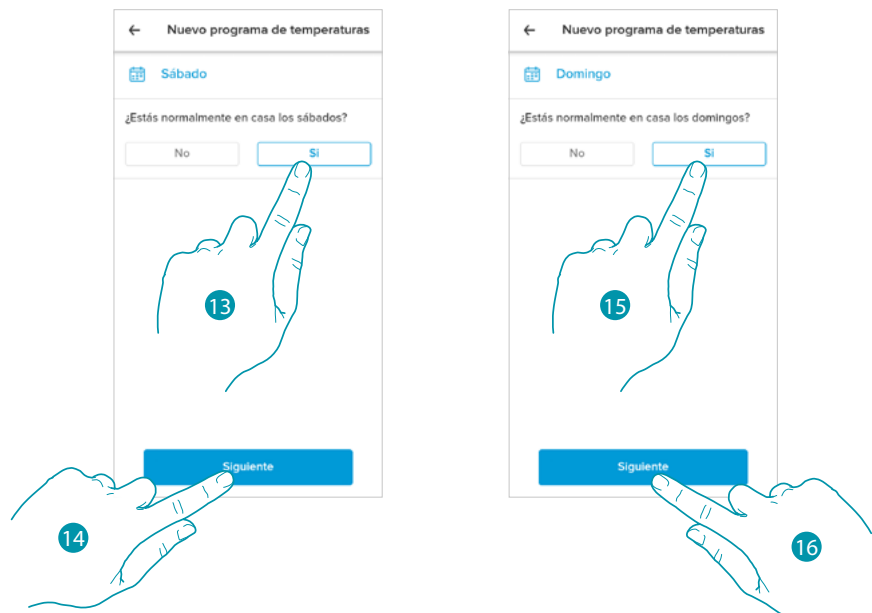 Nuevo programa de temperaturas
Sábado
¿Estás normalmente en casa los sábados?
No
Si
13
Siguiente
14
Nuevo programa de temperaturas
Domingo
¿Estás normalmente en casa los domingos?
No
Si
15
Siguiente
16